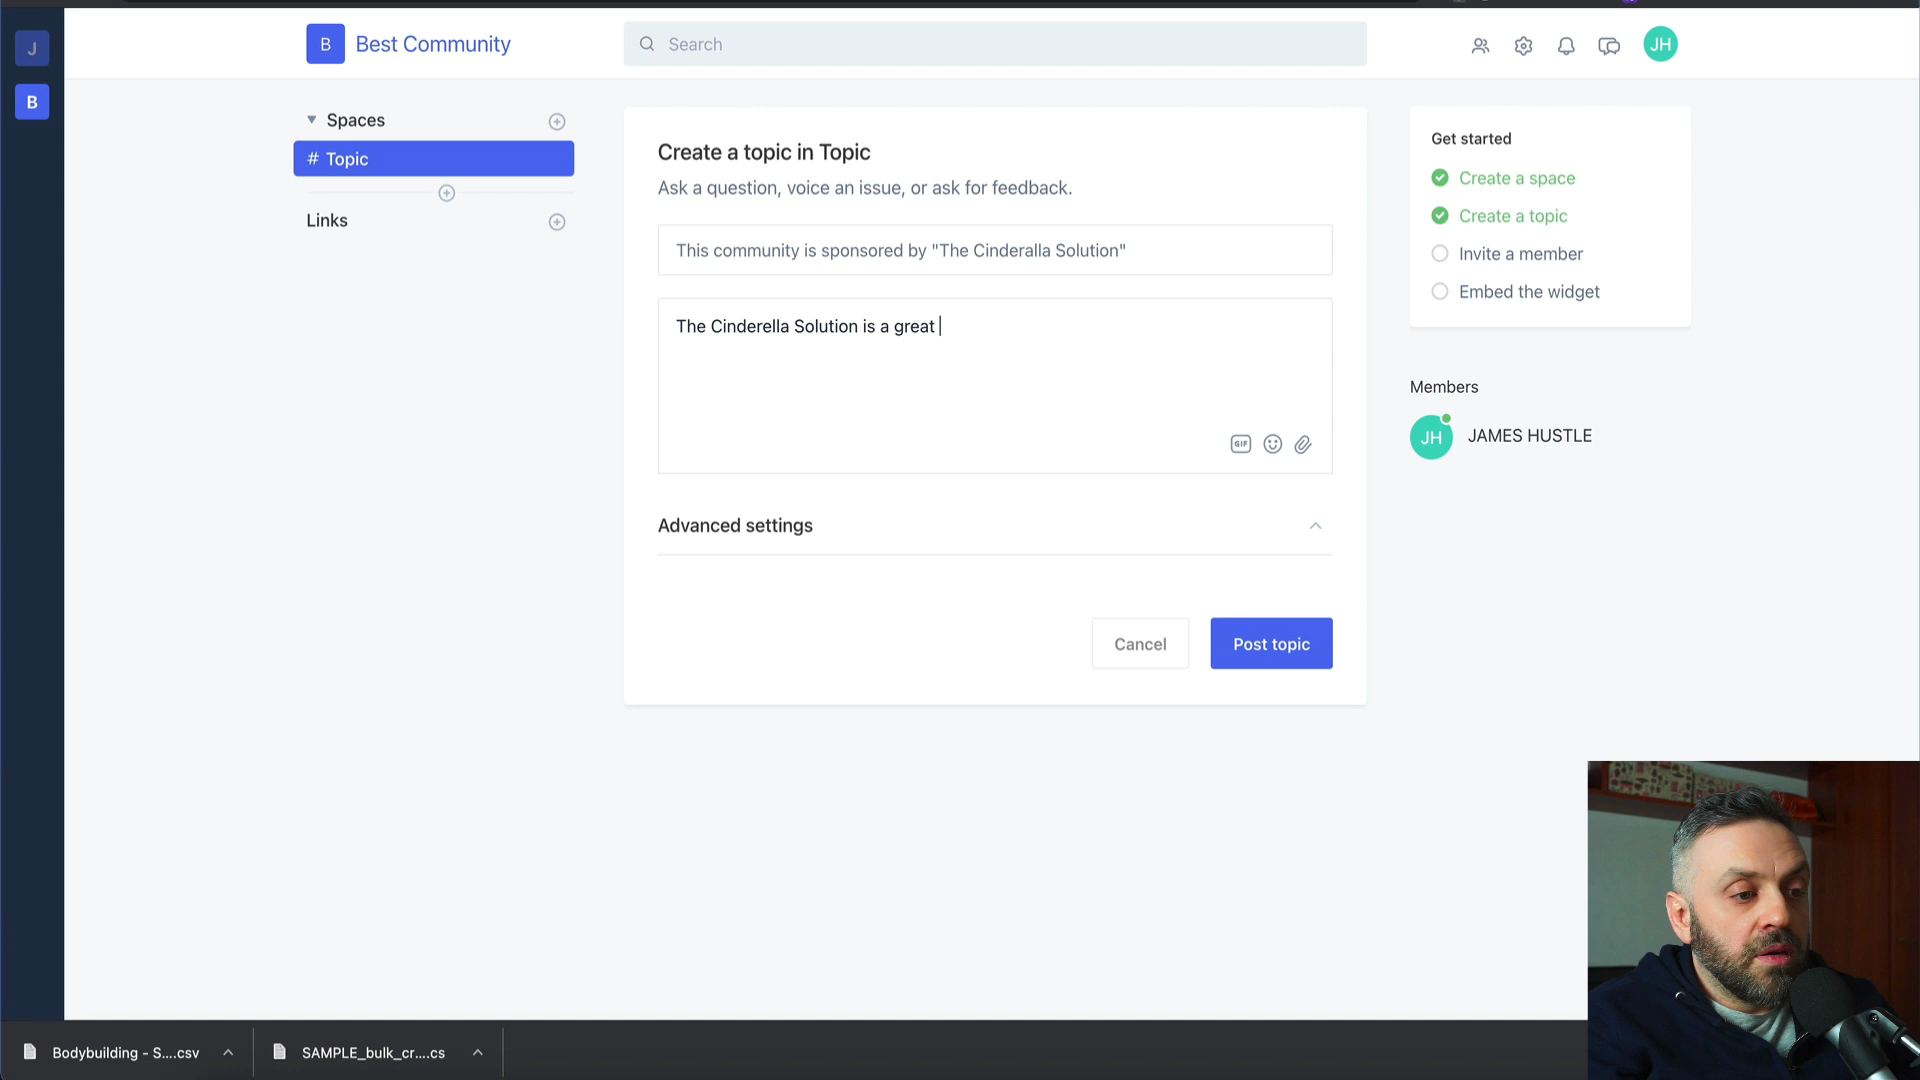 J
B Best Community
Search
JH
B
Spaces
# Topic
Links
Create a topic in Topic
Ask a question, voice an issue, or ask for feedback.
This community is sponsored by "The Cinderalla Solution"
The Cinderella Solution is a great
GIF
Advanced settings
Cancel
Post topic
Get started
Create a space
Create a topic
Invite a member
Embed the widget
Members
JH JAMES HUSTLE
Bodybuilding - S....csv
SAMPLE_bulk_cr....cs